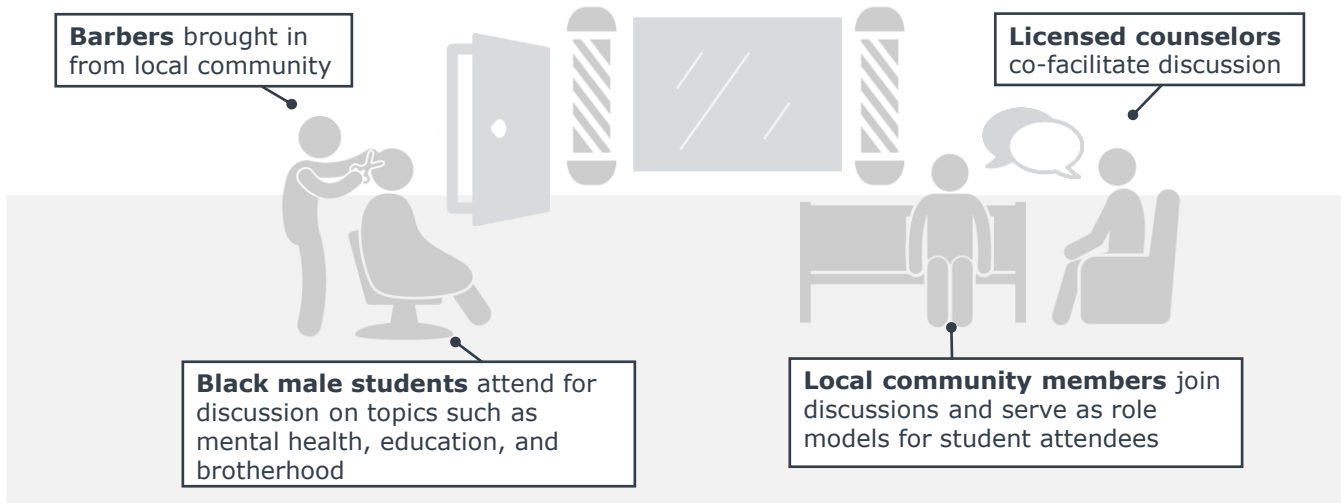 Barbers brought in
from local community
Licensed counselors
co-facilitate discussion
Black male students attend for
discussion on topics such as
mental health, education, and
brotherhood
Local community members join
discussions and serve as role
models for student attendees